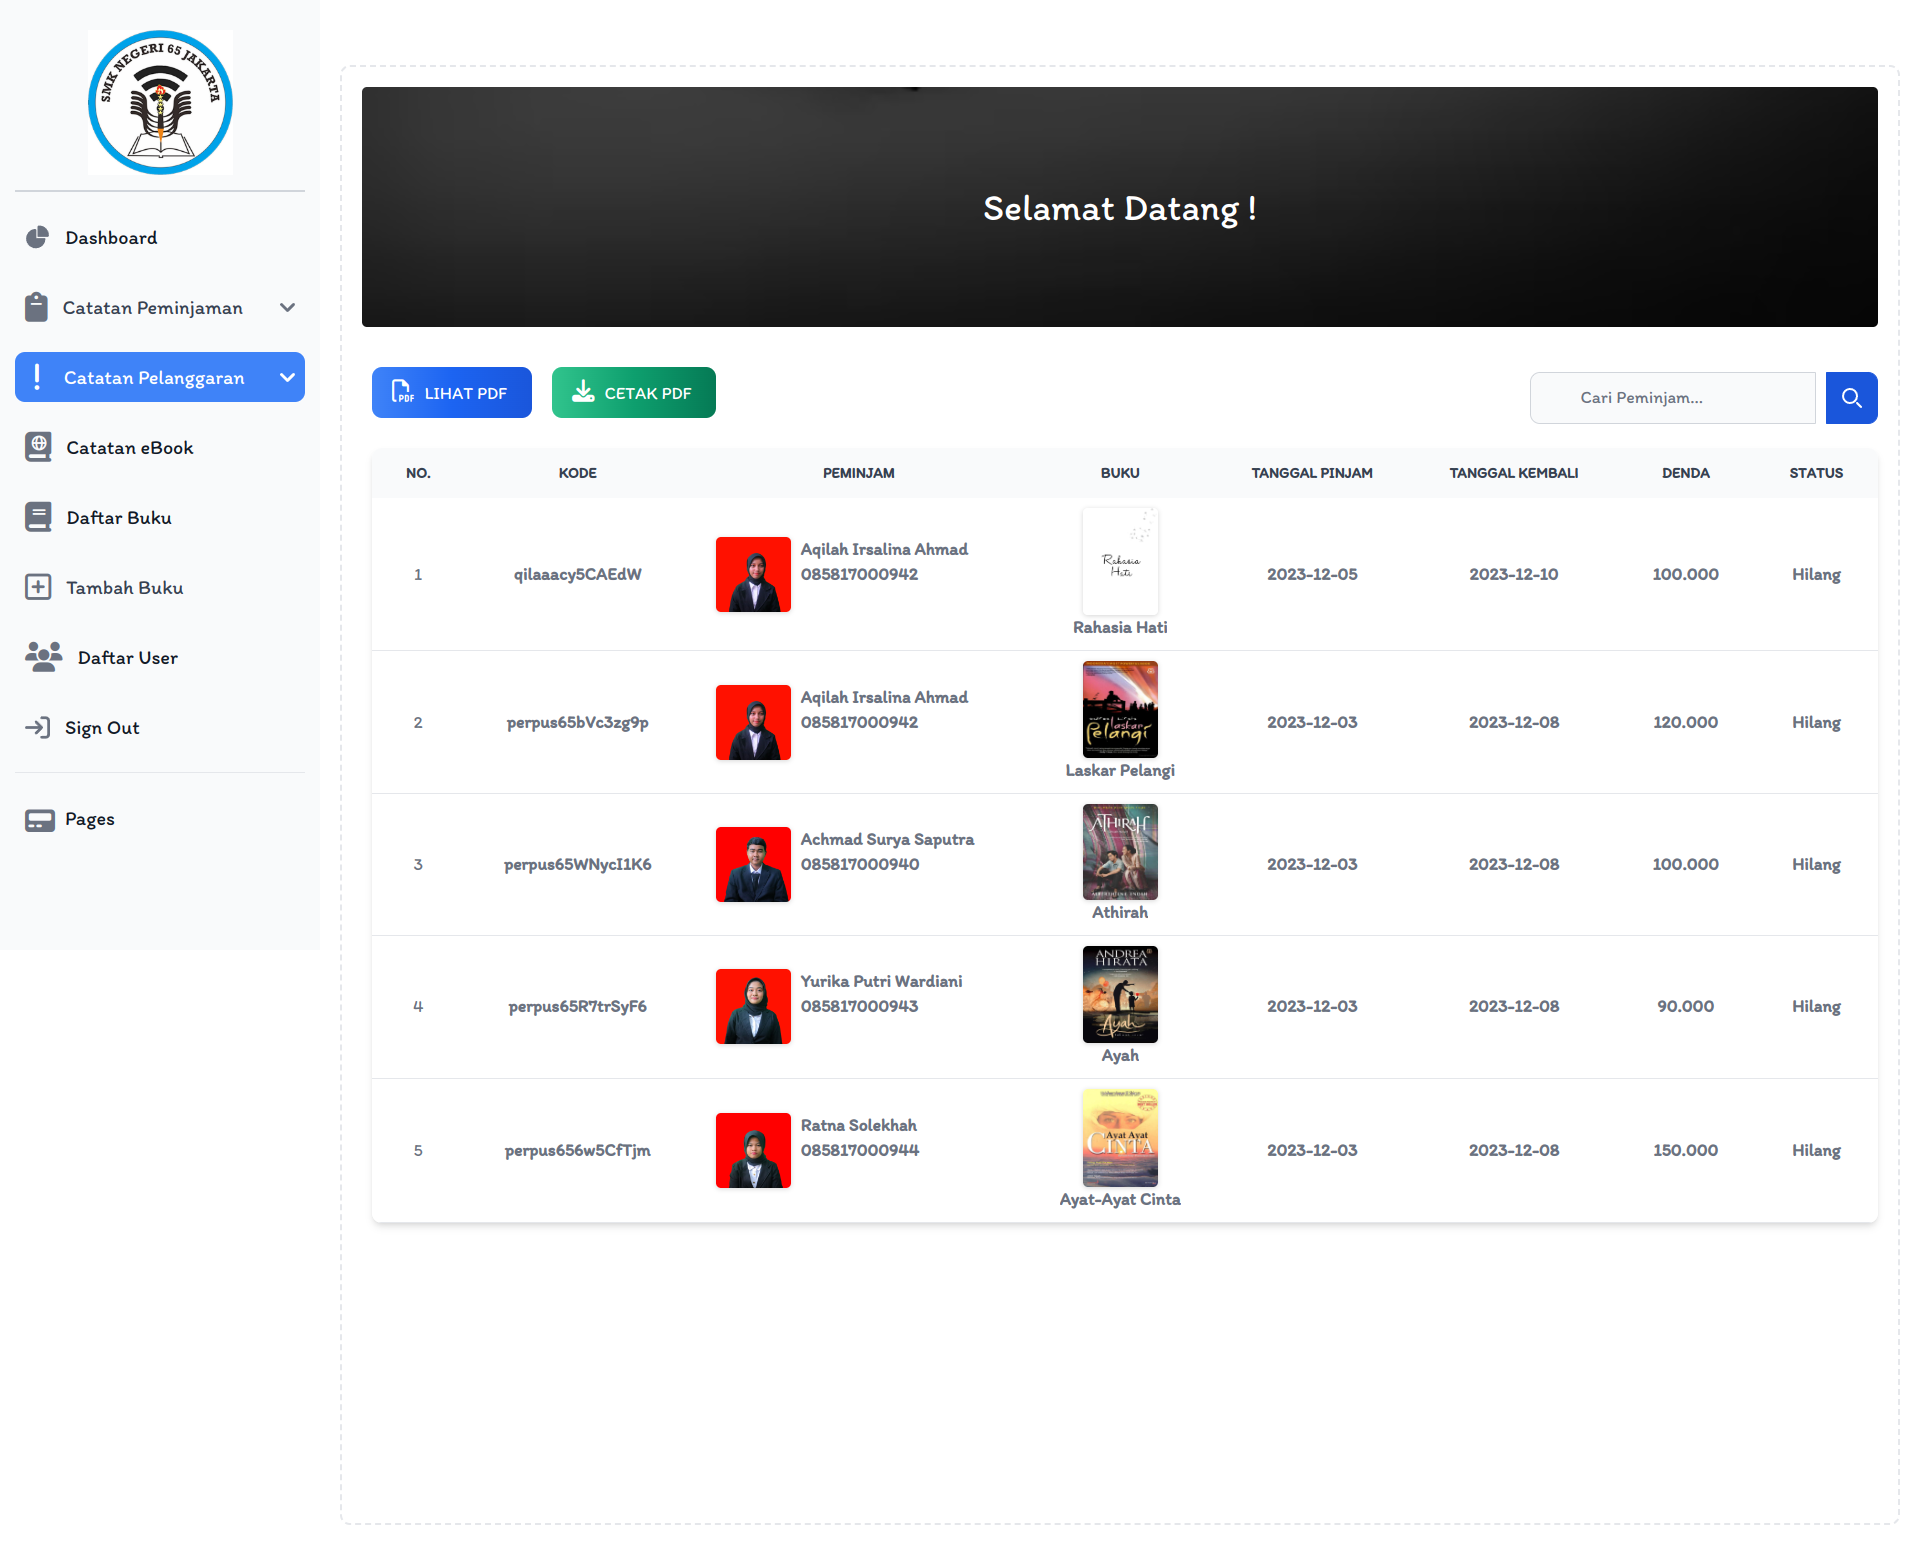 SMK NEGERI 65 JAKARTA
Dashboard
Catatan Peminjaman
Catatan Pelanggaran
Catatan eBook
Daftar Buku
Tambah Buku
Daftar User
Sign Out
Pages
Selamat Datang !
LIHAT PDF
CETAK PDF
Cari Peminjam...
NO. KODE PEMINJAM BUKU TANGGAL PINJAM TANGGAL KEMBALI DENDA STATUS
Rahasia
Hati
Aqilah Irsalina Ahmad
1 qilaaacy5CAEdW 085817000942 2023-12-05 2023-12-10 100.000 Hilang
Rahasia Hati
Aqilah Irsalina Ahmad
2 perpus65bVc3zg9p 085817000942 2023-12-03 2023-12-08 120.000 Hilang
laskar
Pelangi
Laskar Pelangi
ATHIRAH
Achmad Surya Saputra
3 perpus65WNycI1K6 085817000940 2023-12-03 2023-12-08 100.000 Hilang
ALBERTHIENE ENDAH
Athirah
ANDREA
HIRATA
Yurika Putri Wardiani
4 perpus65R7trSyF6 085817000943 2023-12-03 2023-12-08 90.000 Hilang
Ayah
Ayah
Ratna Solekhah
Ayat Ayat
CINTA
5 perpus656w5CfTjm 085817000944 2023-12-03 2023-12-08 150.000 Hilang
Ayat-Ayat Cinta